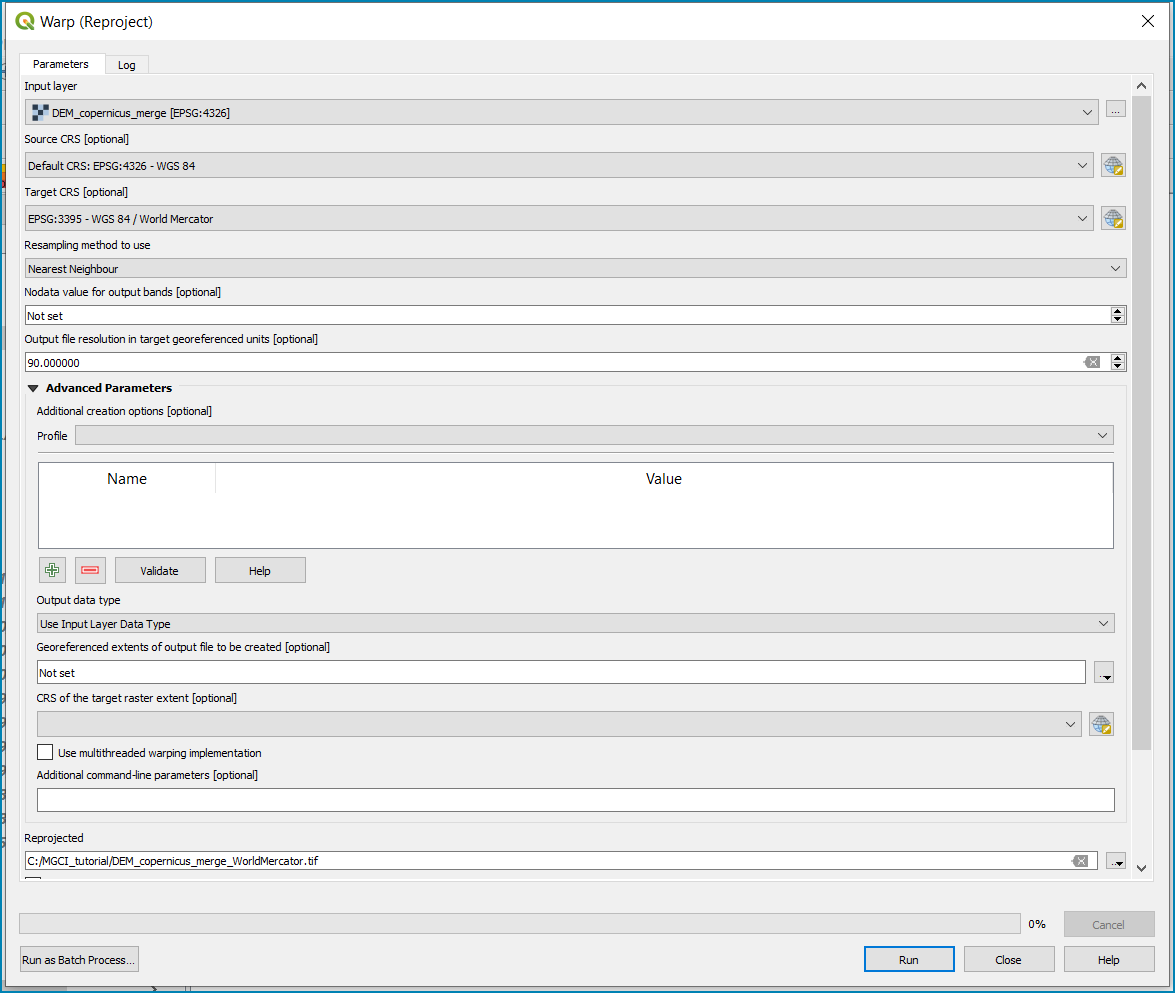 Warp (Reproject)
Parameters
Log
Input layer
DEM_copernicus_merge [EPSG:4326]
...
Source CRS [optional]
Default CRS: EPSG:4326 - WGS 84
Target CRS [optional]
EPSG:3395 - WGS 84 / World Mercator
Resampling method to use
Nearest Neighbour
Nodata value for output bands [optional]
Not set
Output file resolution in target georeferenced units [optional]
90.000000
Advanced Parameters
Additional creation options [optional]
Profile
Name Value
Validate Help
Output data type
Use Input Layer Data Type
Georeferenced extents of output file to be created [optional]
Not set
CRS of the target raster extent [optional]
Use multithreaded warping implementation
Additional command-line parameters [optional]
Reprojected
C:/MGCI_tutorial/DEM_copernicus_merge_WorldMercator.tif
0% Cancel
Run as Batch Process... Run Close Help